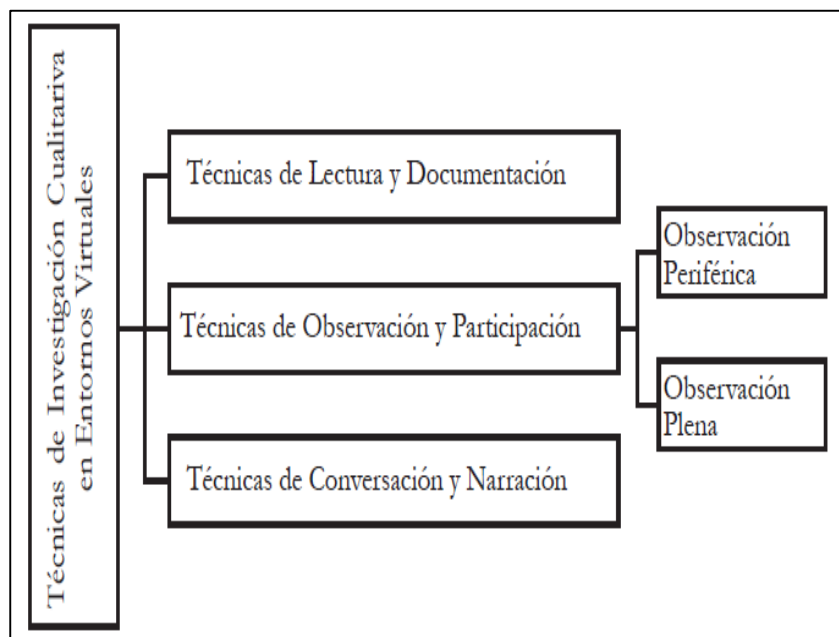 Técnicas de Investigación Cualitativa
en Entornos Virtuales
Técnicas de Lectura y Documentación
Técnicas de Observación y Participación
Observación
Periférica
Observación
Plena
Técnicas de Conversación y Narración